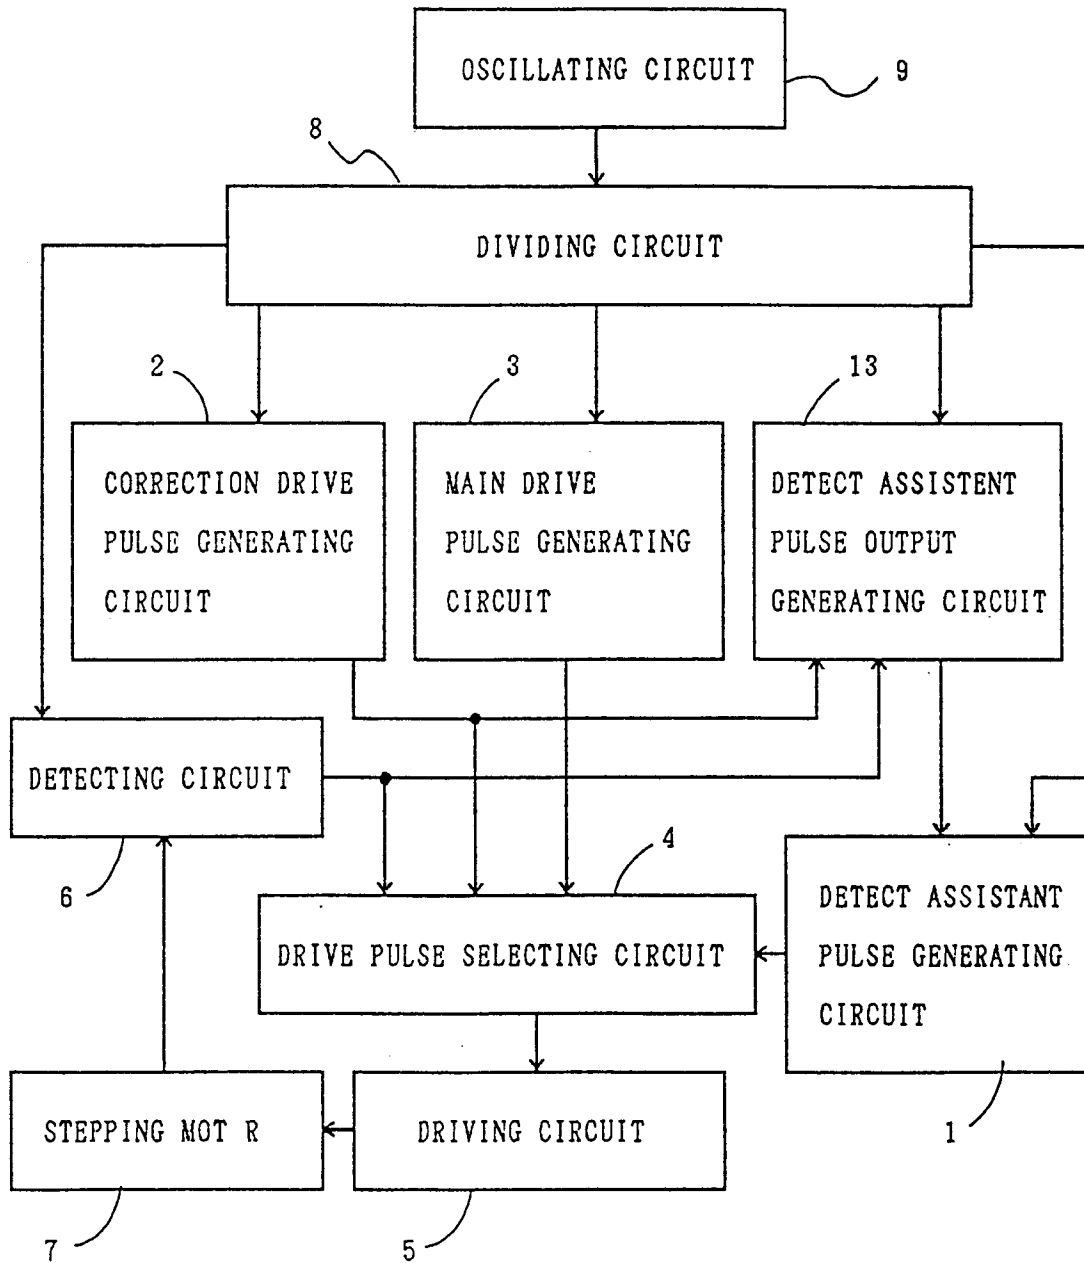 OSCILLATING CIRCUIT
9
8
DIVIDING CIRCUIT
2
3
13
CORRECTION DRIVE
PULSE GENERATING
CIRCUIT
MAIN DRIVE
PULSE GENERATING
CIRCUIT
DETECT ASSISTENT
PULSE OUTPUT
GENERATING CIRCUIT
DETECTING CIRCUIT
6
4
DRIVE PULSE SELECTING CIRCUIT
DETECT ASSISTANT
PULSE GENERATING
CIRCUIT
1
STEPPING MOT R
7
DRIVING CIRCUIT
5